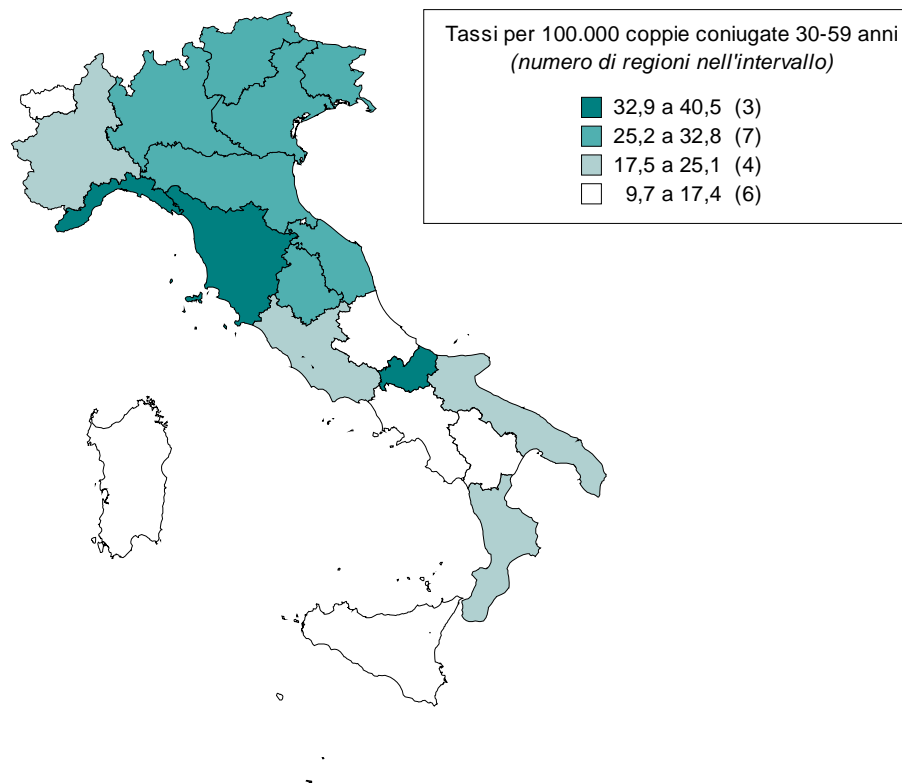 Tassi per 100.000 coppie coniugate 30-59 anni
(numero di regioni nell'intervallo)
32,9 a 40,5 (3)
25,2 a 32,8 (7)
17,5 a 25,1 (4)
9,7 a 17,4 (6)